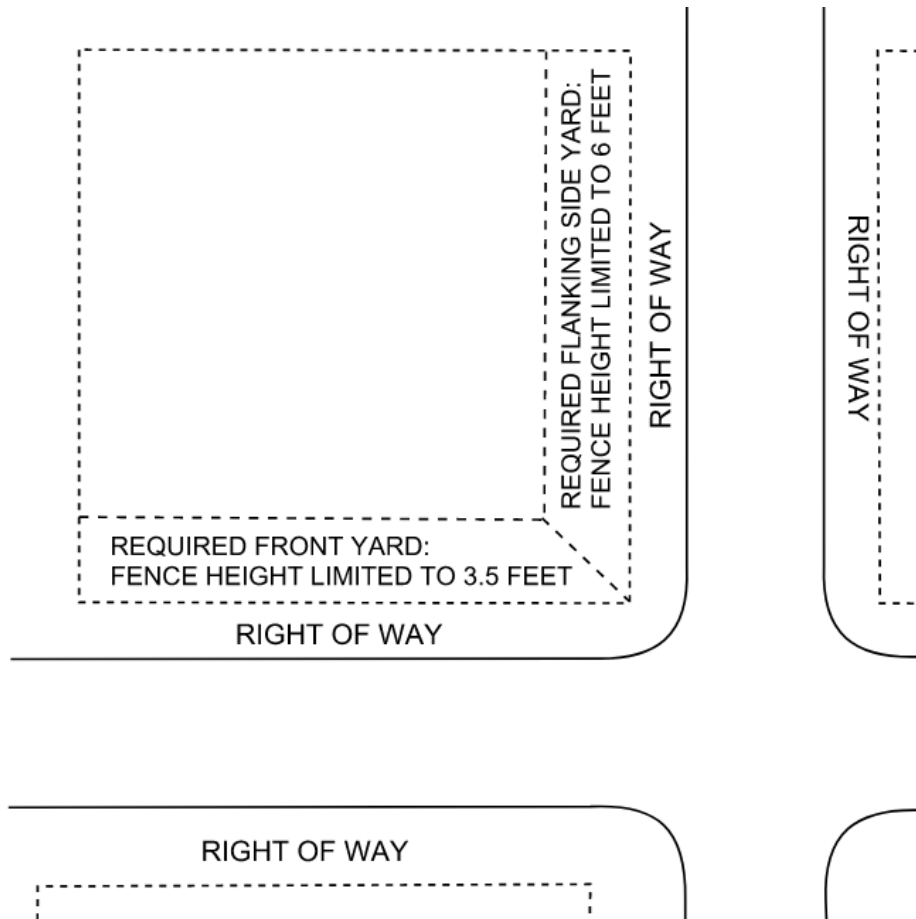 REQUIRED FLANKING SIDE YARD:
FENCE HEIGHT LIMITED TO 6 FEET
RIGHT OF WAY
RIGHT OF WAY
REQUIRED FRONT YARD:
FENCE HEIGHT LIMITED TO 3.5 FEET
RIGHT OF WAY
RIGHT OF WAY